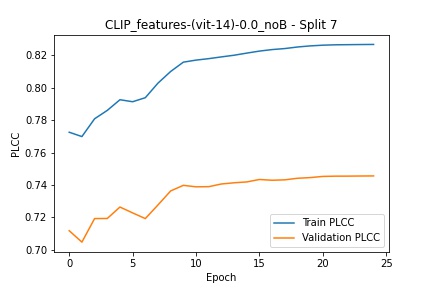 CLIP_features-(vit-14)-0.0_noB - Split 7
PLCC
0.82
0.80
0.78
0.76
0.74
0.72
0.70
Train PLCC
Validation PLCC
0 5 10 15 20 25
Epoch